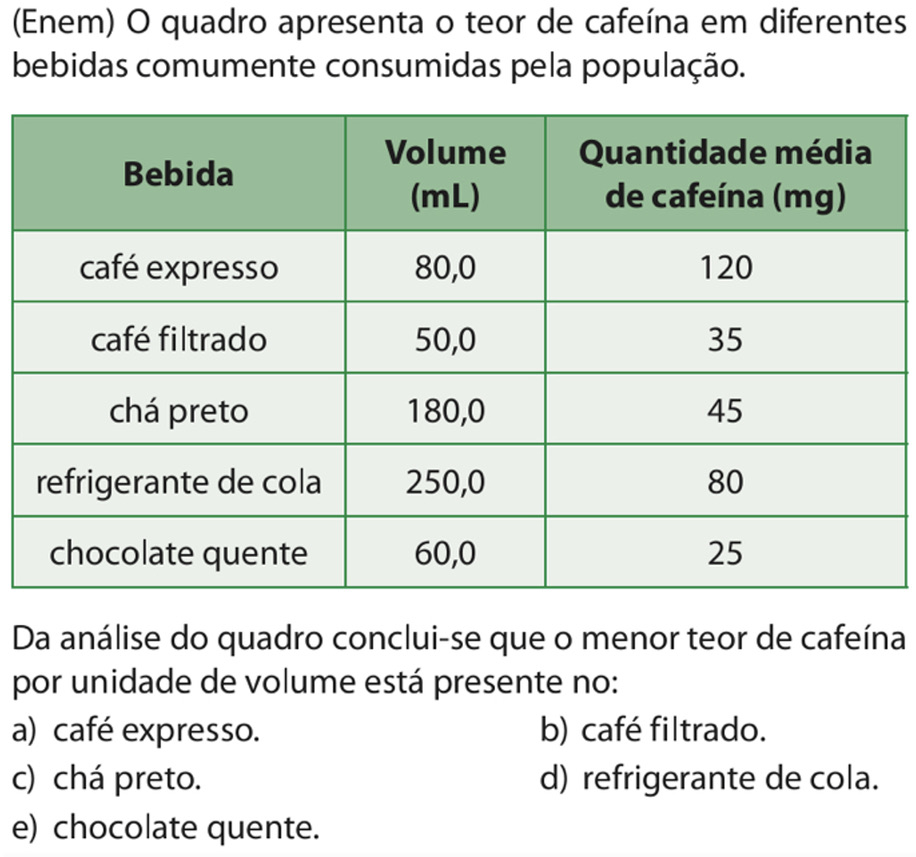 (Enem) O quadro apresenta o teor de cafeína em diferentes
bebidas comumente consumidas pela população.
Bebida Volume (mL) Quantidade média de cafeína (mg)
café expresso 80,0 120
café filtrado 50,0 35
chá preto 180,0 45
refrigerante de cola 250,0 80
chocolate quente 60,0 25
Da análise do quadro conclui-se que o menor teor de cafeína
por unidade de volume está presente no:
a) café expresso. b) café filtrado.
c) chá preto. d) refrigerante de cola.
e) chocolate quente.